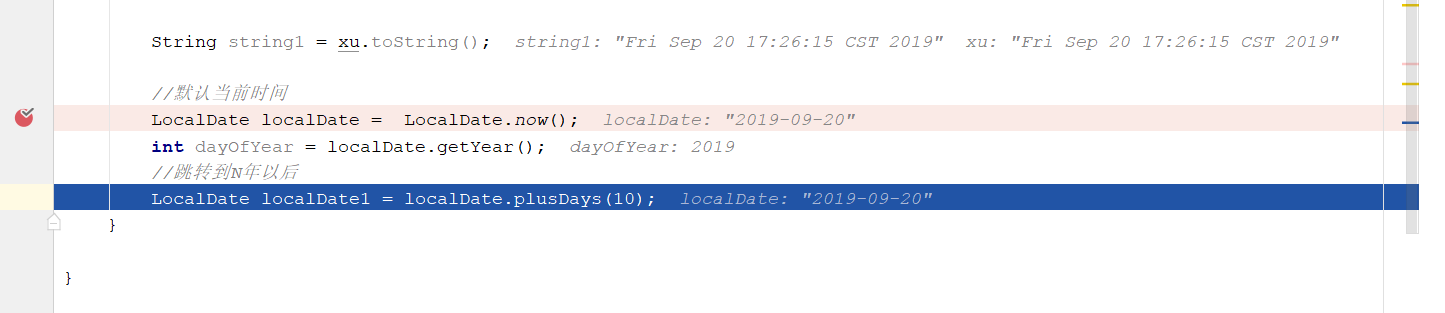 String string1 = xu.toString();  string1: "Fri Sep 20 17:26:15 CST 2019"  xu: "Fri Sep 20 17:26:15 CST 2019"
//默认当前时间
LocalDate localDate =  LocalDate.now();  localDate: "2019-09-20"
int dayOfYear = localDate.getYear();  dayOfYear: 2019
//跳转到N年以后
LocalDate localDate1 = localDate.plusDays(10);  localDate: "2019-09-20"
}
}